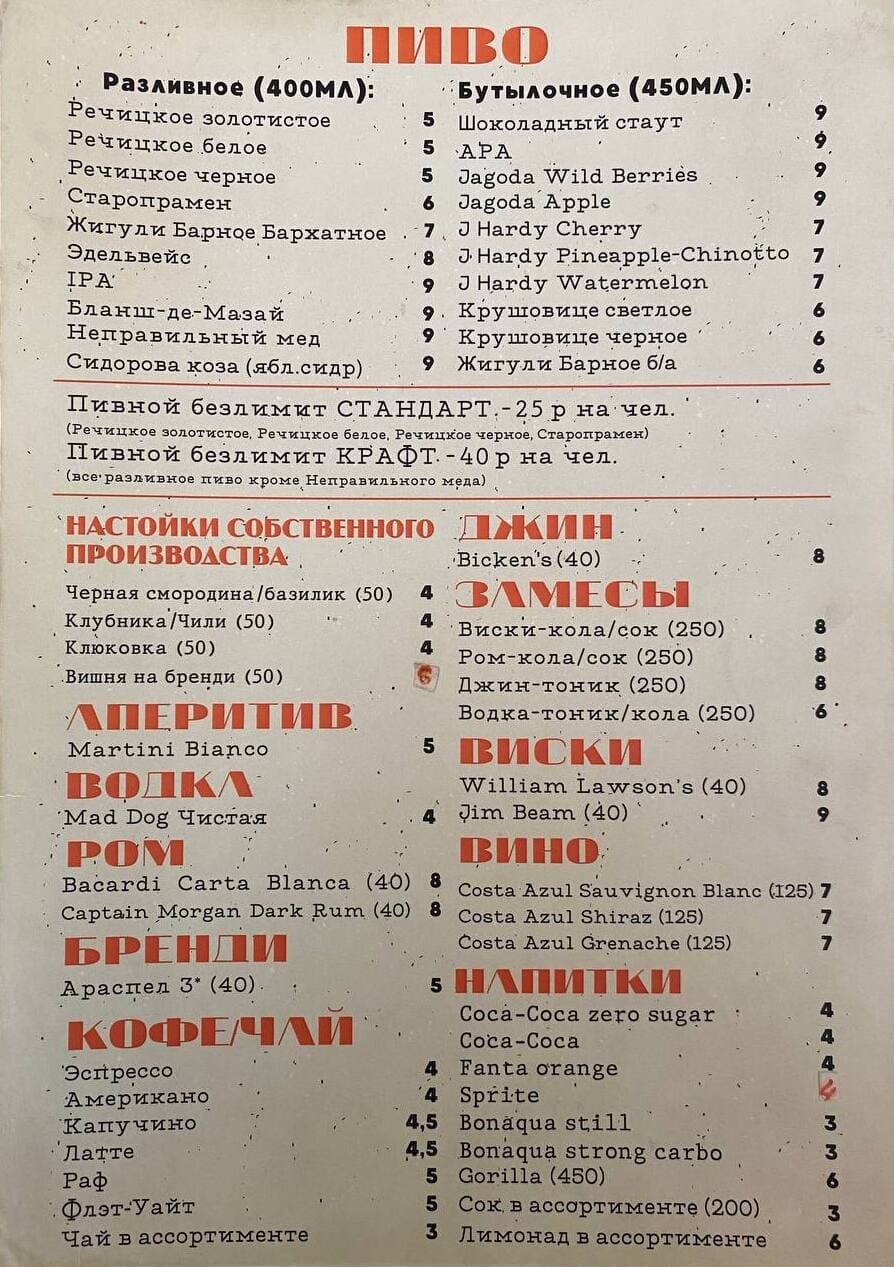 ПИВО
Разливное (400МЛ):
Речицкое золотистое 5
Речицкое белое 5
Речицкое черное 5
Старопрамен 6
Жигули Барное Бархатное 7
Эдельвейс 8
IPA 9
Бланш-де-Мазай 9
Неправильный мед 9
Сидорова коза (ябл.сидр) 9
Бутылочное (450МЛ):
Шоколадный стаут 9
APA 9
Jagoda Wild Berries 9
Jagoda Apple 9
J Hardy Cherry 7
J Hardy Pineapple-Chinotto 7
J Hardy Watermelon 7
Крушовице светлое 6
Крушовице черное 6
Жигули Барное б/а 6
Пивной безлимит СТАНДАРТ.-25 р на чел.
(Речицкое золотистое, Речицкое белое, Речицкое черное, Старопрамен)
Пивной безлимит КРАФТ.-40 р на чел.
(все разливное пиво кроме Неправильного меда)
НАСТОЙКИ СОБСТВЕННОГО
ПРОИЗВОДСТВА
Черная смородина/базилик (50) 4
Клубника/Чили (50) 4
Клюковка (50) 4
Вишня на бренди (50) 6
АПЕРИТИВ
Martini Bianco 5
ВОДКА
Mad Dog Чистая 4
РОМ
Bacardi Carta Blanca (40) 8
Captain Morgan Dark Rum (40) 8
БРЕНДИ
Араспел 3* (40) 5
КОФЕ/ЧАЙ
Эспрессо 4
Американо 4
Капучино 4,5
Латте 4,5
Раф 5
Флэт-Уайт 5
Чай в ассортименте 3
ДЖИН
Bicken's (40) 8
ЗАМЕСЫ
Виски-кола/сок (250) 8
Ром-кола/сок (250) 8
Джин-тоник (250) 8
Водка-тоник/кола (250) 6
ВИСКИ
William Lawson's (40) 8
Jim Beam (40) 9
ВИНО
Costa Azul Sauvignon Blanc (125) 7
Costa Azul Shiraz (125) 7
Costa Azul Grenache (125) 7
НАПИТКИ
Coca-Coca zero sugar 4
Coca-Coca 4
Fanta orange 4
Sprite 4
Bonaqua still 3
Bonaqua strong carbo 3
Gorilla (450) 6
Сок в ассортименте (200) 3
Лимонад в ассортименте 6